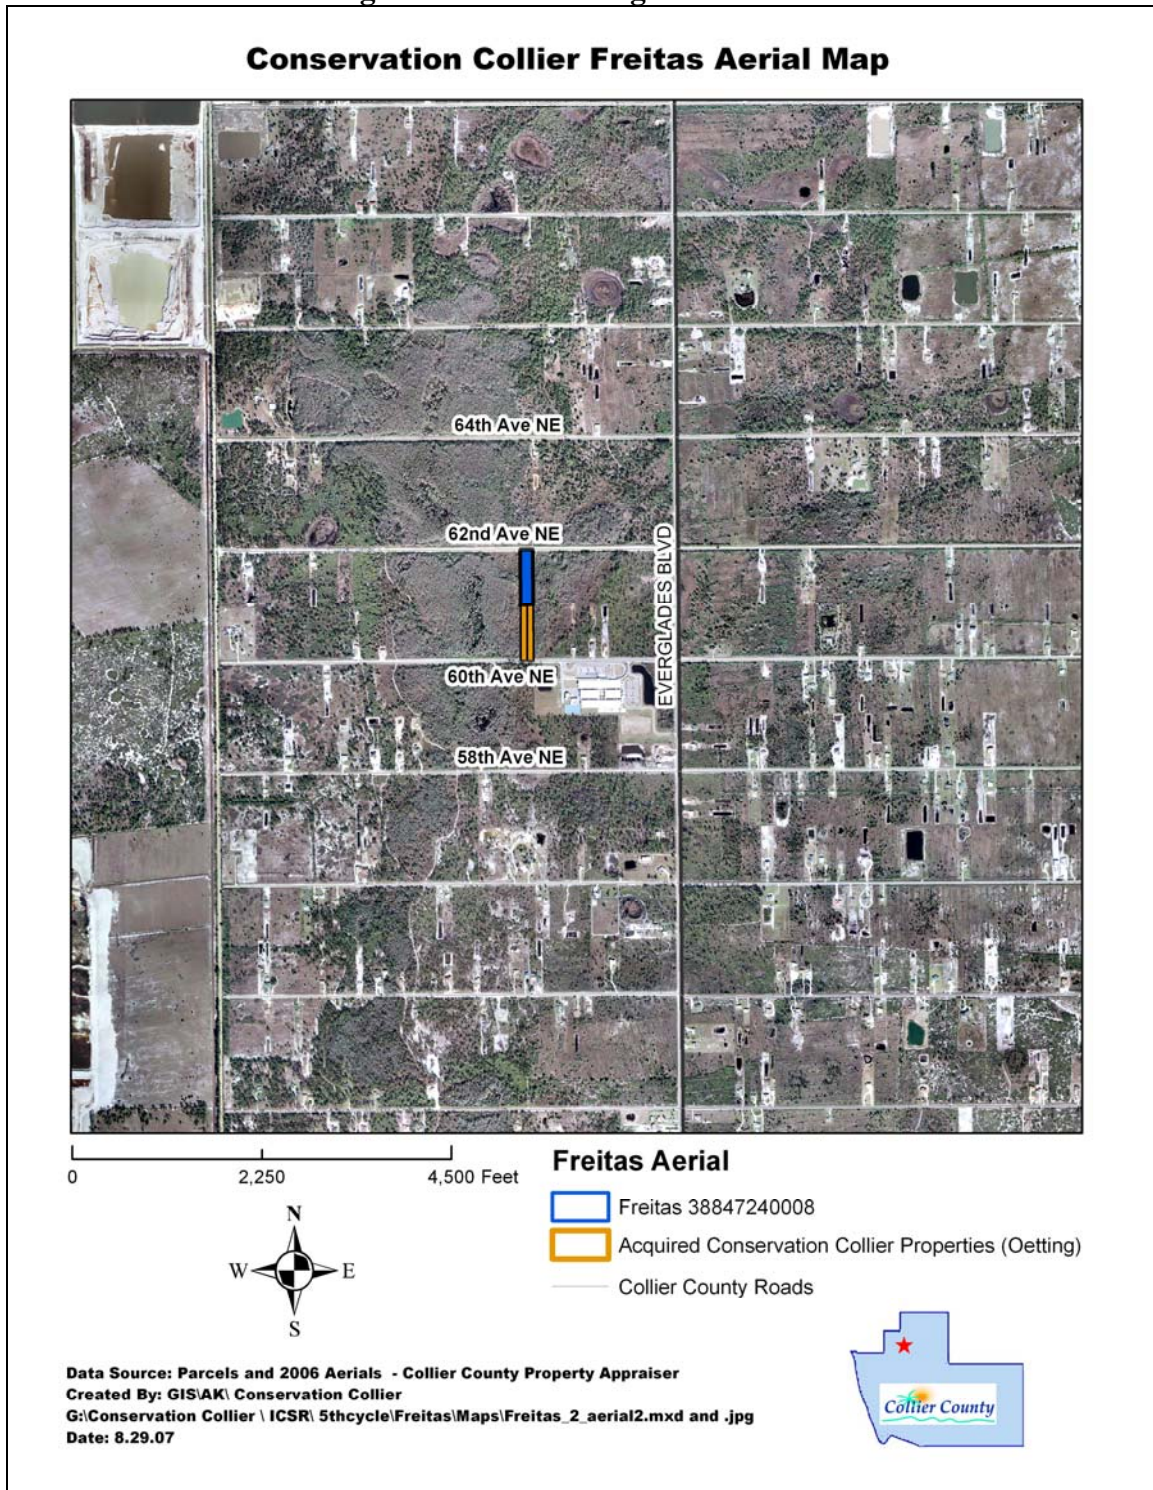 Conservation Collier Freitas Aerial Map
64th Ave NE
62nd Ave NE
EVERGLADES BLVD
60th Ave NE
58th Ave NE
0 2,250 4,500 Feet
Freitas Aerial
Freitas 38847240008
Acquired Conservation Collier Properties (Oetting)
Collier County Roads
N
W E
S
Collier County
Data Source: Parcels and 2006 Aerials - Collier County Property Appraiser
Created By: GIS\AK\ Conservation Collier
G:\Conservation Collier \ ICSR\ 5thcycle\Freitas\Maps\Freitas_2_aerial2.mxd and .jpg
Date: 8.29.07